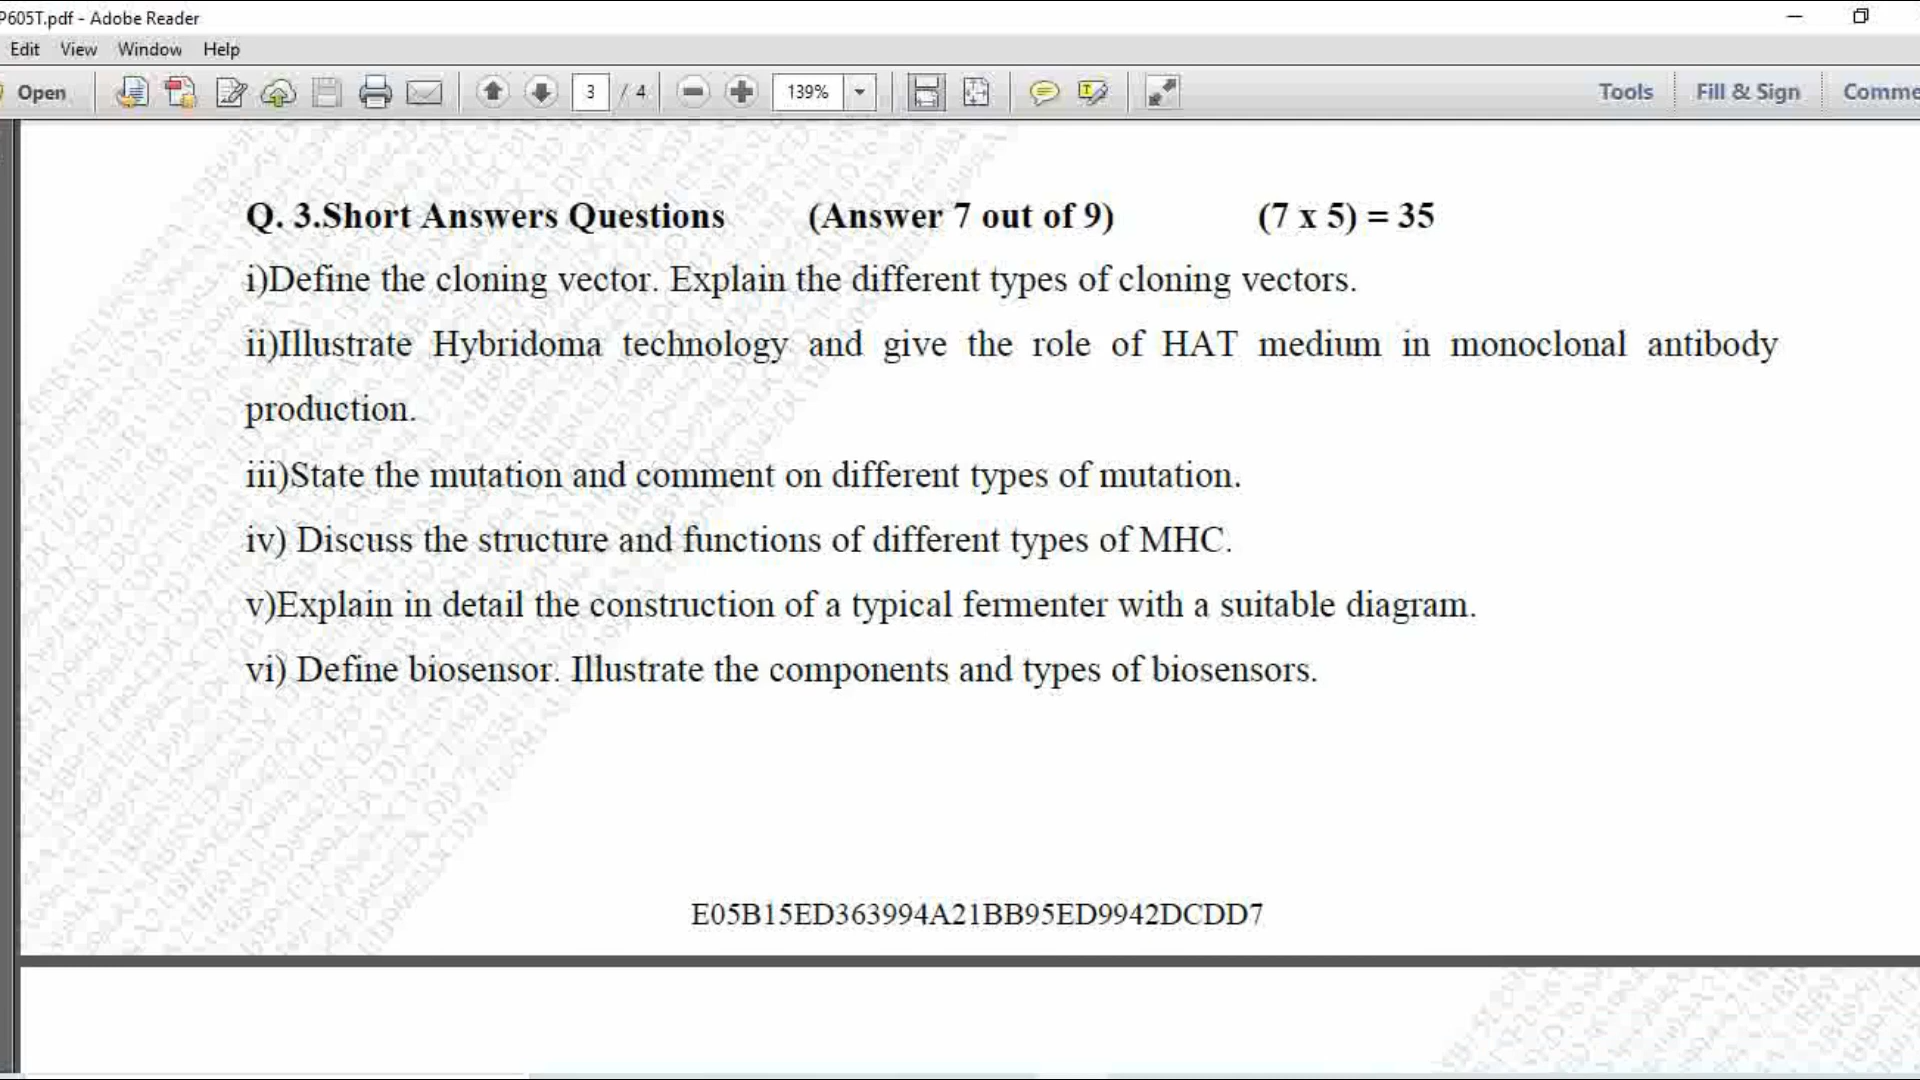 P605T.pdf - Adobe Reader
Edit View Window Help
Open 3 / 4 139% Tools Fill & Sign Comme
Q. 3.Short Answers Questions (Answer 7 out of 9) (7 x 5) = 35
i)Define the cloning vector. Explain the different types of cloning vectors.
ii)Illustrate Hybridoma technology and give the role of HAT medium in monoclonal antibody
production.
iii)State the mutation and comment on different types of mutation.
iv) Discuss the structure and functions of different types of MHC.
v)Explain in detail the construction of a typical fermenter with a suitable diagram.
vi) Define biosensor. Illustrate the components and types of biosensors.
E05B15ED363994A21BB95ED9942DCDD7